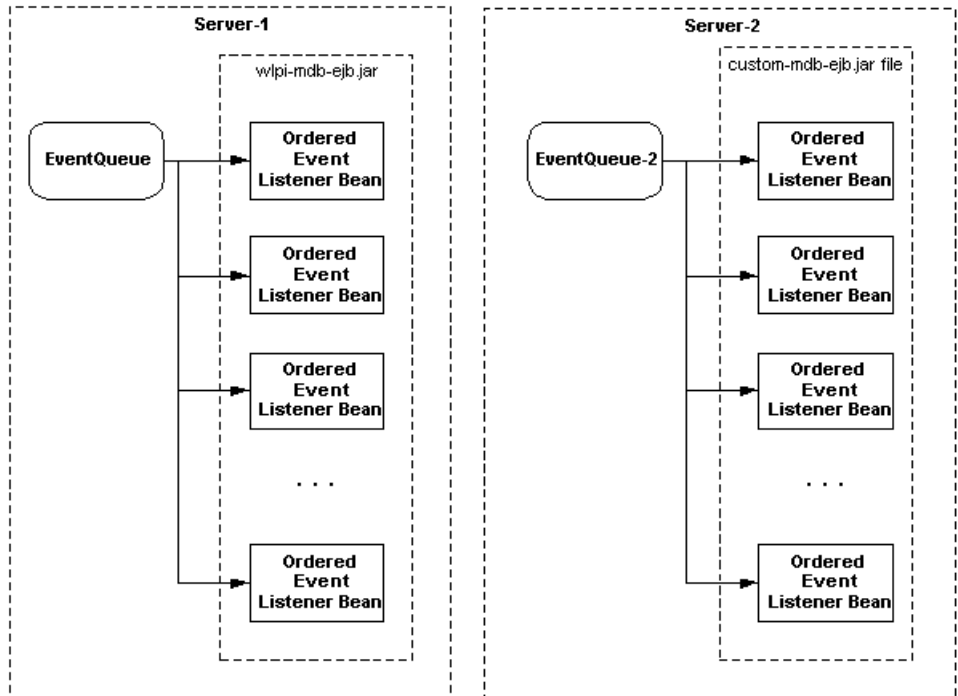 Server-1
wlpi-mdb-ejb.jar
EventQueue
Ordered
Event
Listener Bean
Ordered
Event
Listener Bean
Ordered
Event
Listener Bean
. . .
Ordered
Event
Listener Bean
Server-2
custom-mdb-ejb.jar file
EventQueue-2
Ordered
Event
Listener Bean
Ordered
Event
Listener Bean
Ordered
Event
Listener Bean
. . .
Ordered
Event
Listener Bean